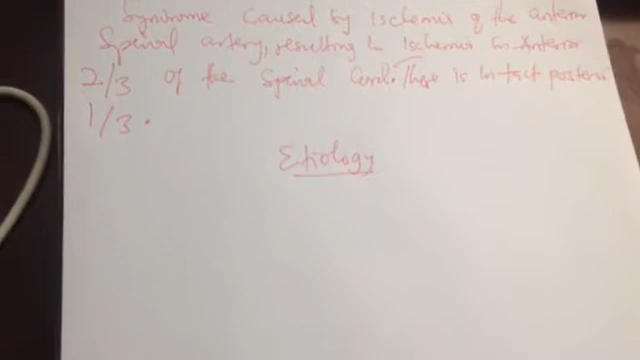 Syndrome Caused by Ischemia of the anterior
Spinal artery, resulting in Ischemia in Anterior
2/3 of the Spinal Cord. There is intact posteri
1/3.
Etiology